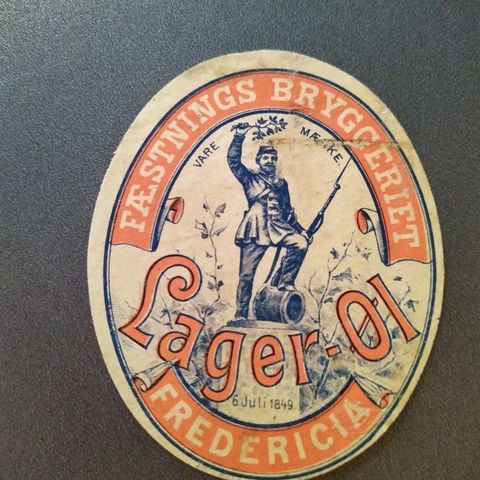 FÆSTNINGS BRYGGERIET
VARE MÆRKE.
Lager-Øl
6 Juli 1849.
FREDERICIA